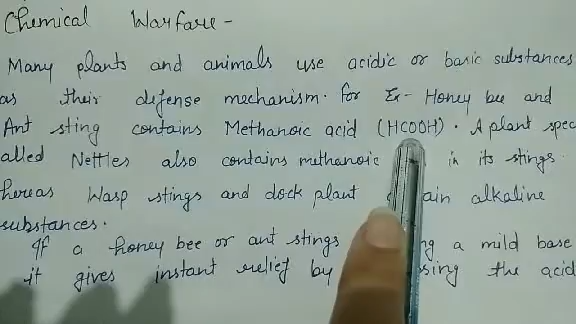 Chemical Warfare -
Many plants and animals use acidic or basic substances
as their defense mechanism. for Ex- Honey bee and
Ant sting contains Methanoic acid (HCOOH). A plant spec
alled Nettles also contains methanoic in its stings.
hereas Wasp stings and dock plant ain alkaline
substances.
If a honey bee or ant stings g a mild base
it gives instant relief by sing the acid